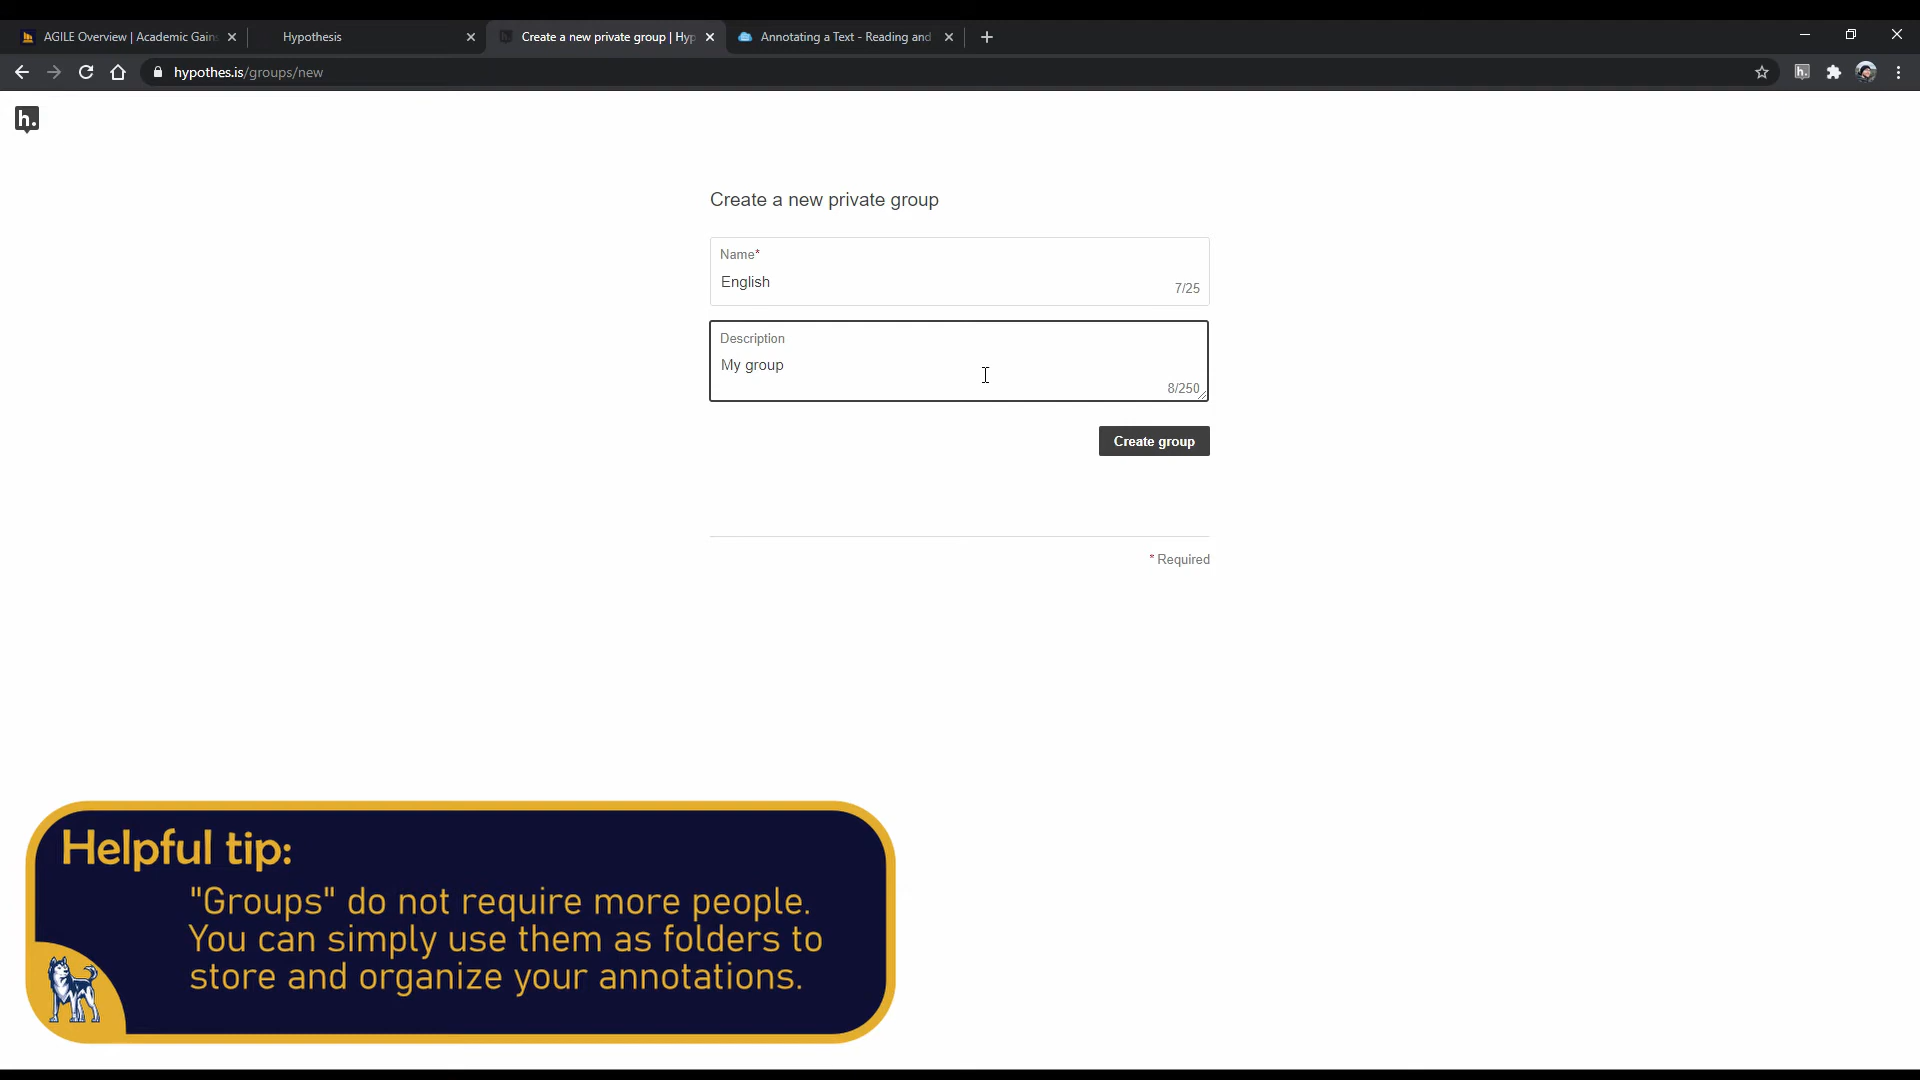 AGILE Overview | Academic Gain
Hypothesis
Create a new private group | Hyp
Annotating a Text - Reading and
hypothes.is/groups/new
h.
h.
Create a new private group
Name*
English
7/25
Description
My group
8/250
Create group
* Required
Helpful tip:
"Groups" do not require more people.
You can simply use them as folders to
store and organize your annotations.